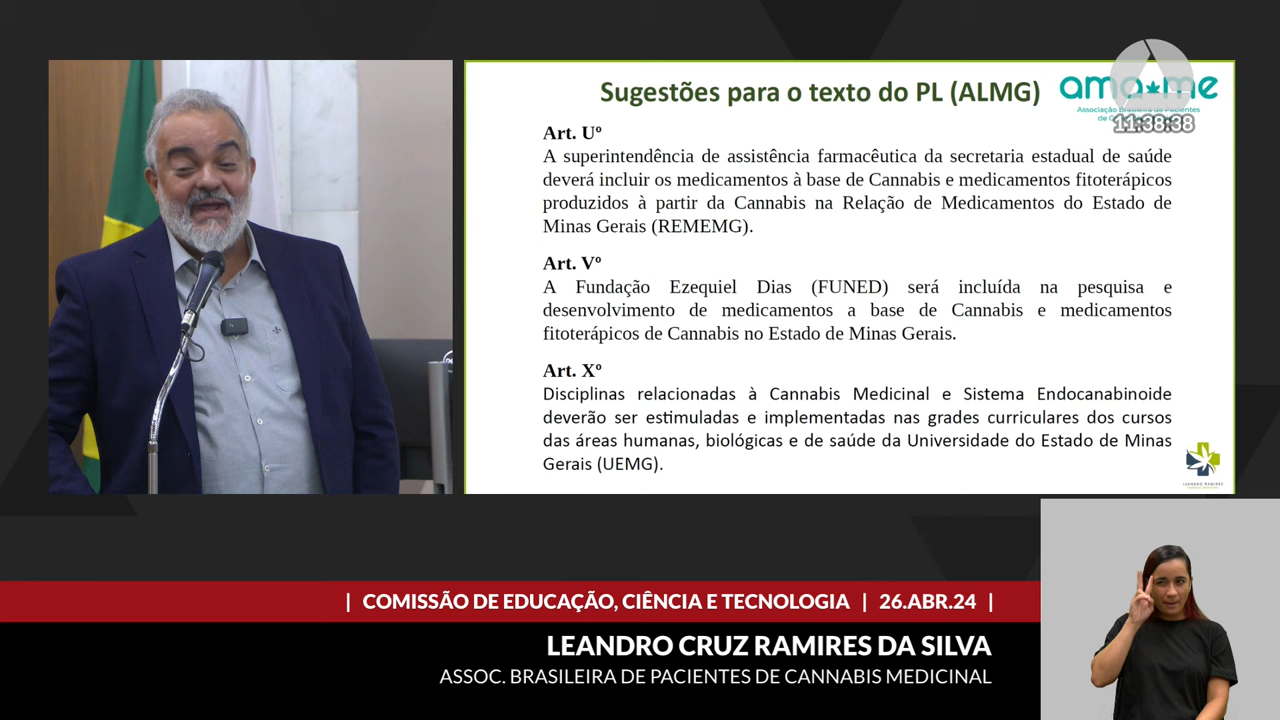 Sugestões para o texto do PL (ALMG)
ama me
Associação Brasileira de Pacientes
11:38:38
Art. Uº
A superintendência de assistência farmacêutica da secretaria estadual de saúde
deverá incluir os medicamentos à base de Cannabis e medicamentos fitoterápicos
produzidos à partir da Cannabis na Relação de Medicamentos do Estado de
Minas Gerais (REMEMG).
Art. Vº
A Fundação Ezequiel Dias (FUNED) será incluída na pesquisa e
desenvolvimento de medicamentos a base de Cannabis e medicamentos
fitoterápicos de Cannabis no Estado de Minas Gerais.
Art. Xº
Disciplinas relacionadas à Cannabis Medicinal e Sistema Endocanabinoide
deverão ser estimuladas e implementadas nas grades curriculares dos cursos
das áreas humanas, biológicas e de saúde da Universidade do Estado de Minas
Gerais (UEMG).
LEANDRO RAMIRES
| COMISSÃO DE EDUCAÇÃO, CIÊNCIA E TECNOLOGIA | 26.ABR.24 |
LEANDRO CRUZ RAMIRES DA SILVA
ASSOC. BRASILEIRA DE PACIENTES DE CANNABIS MEDICINAL